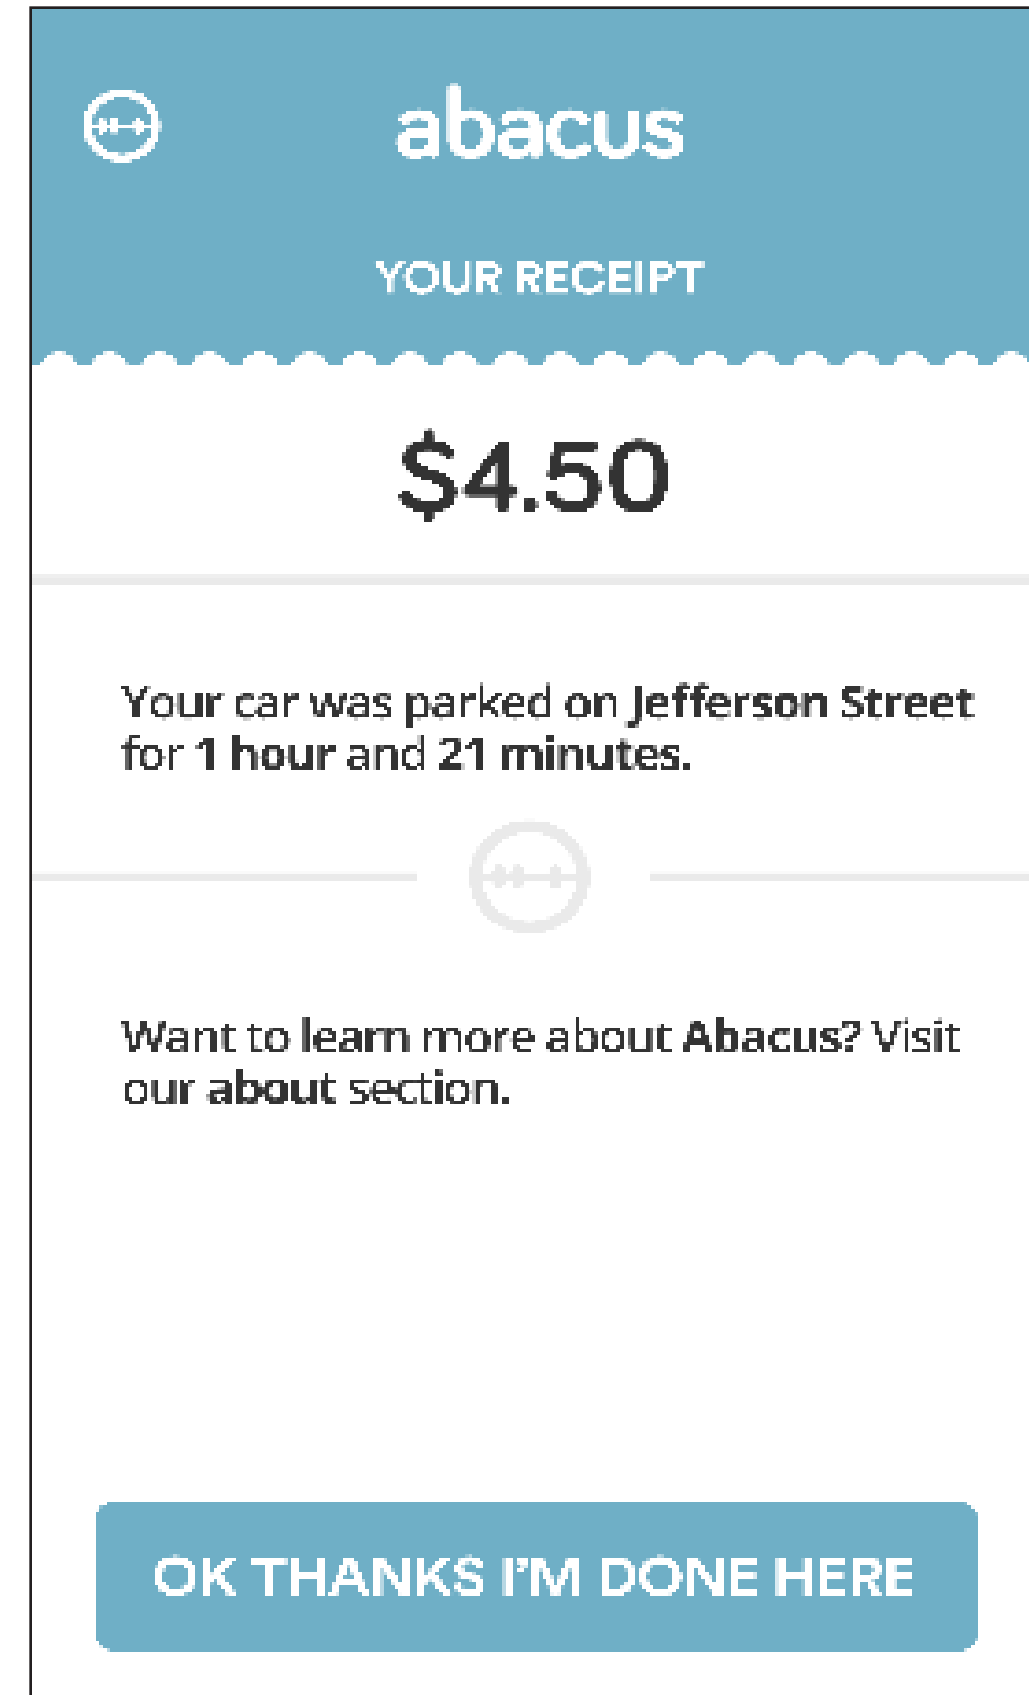 abacus
YOUR RECEIPT
$4.50
Your car was parked on Jefferson Street
for 1 hour and 21 minutes.
Want to learn more about Abacus? Visit
our about section.
OK THANKS I'M DONE HERE